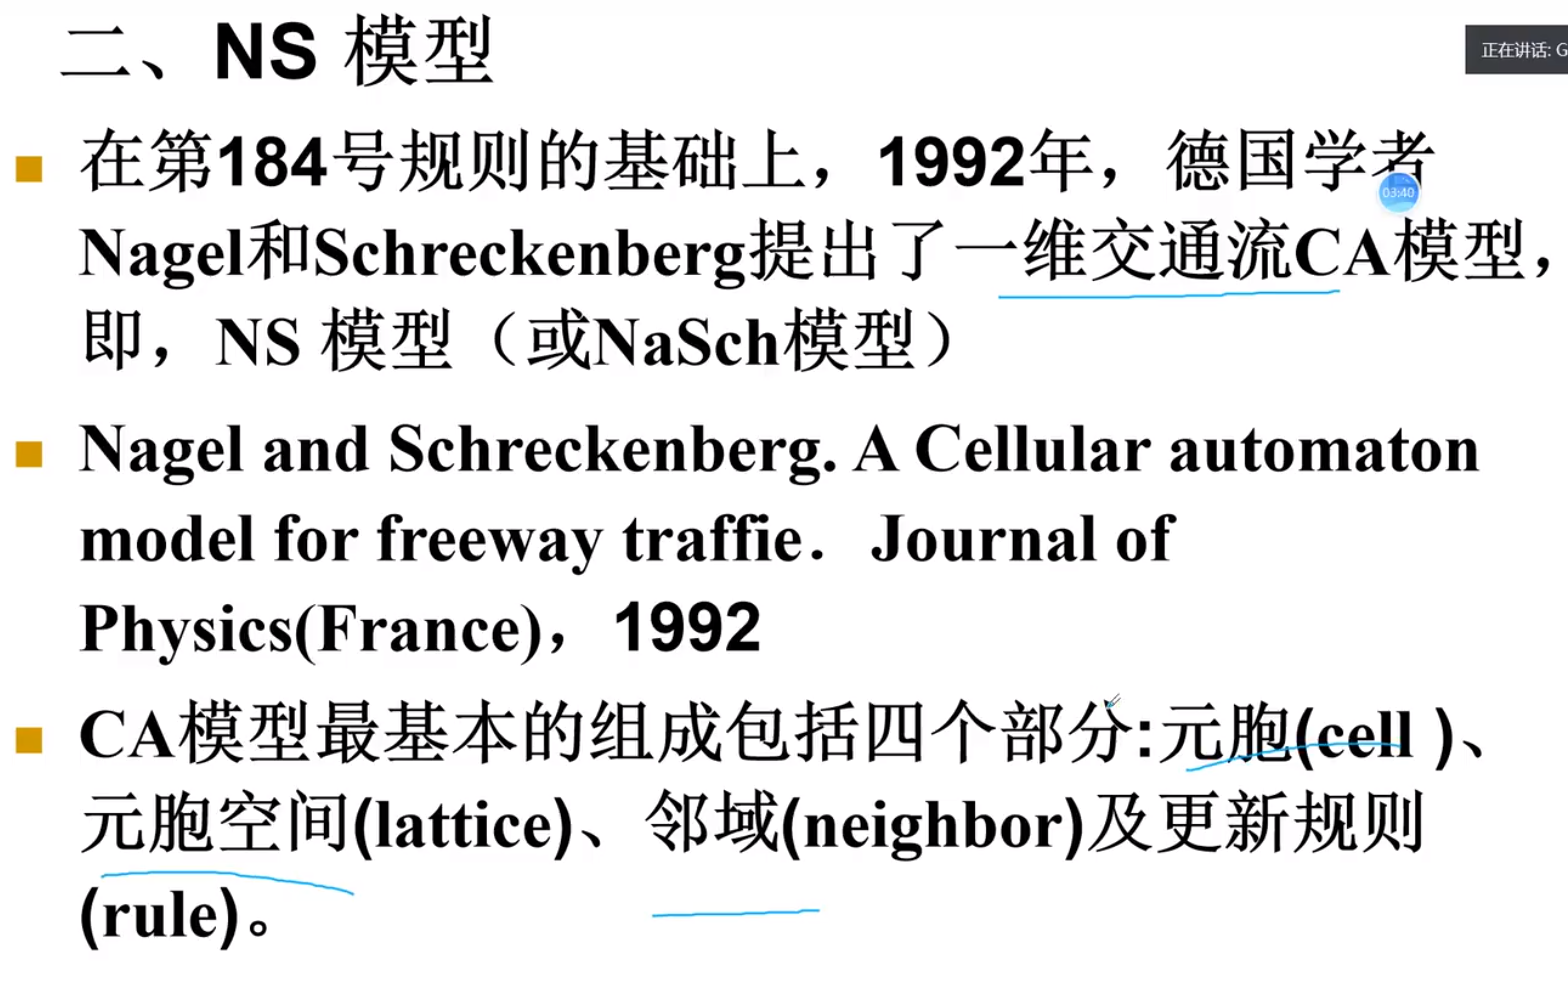 二、NS 模型
正在讲话: G
在第184号规则的基础上，1992年，德国学者
03:40
Nagel和Schreckenberg提出了一维交通流CA模型，
即，NS 模型（或NaSch模型）
Nagel and Schreckenberg. A Cellular automaton
model for freeway traffie． Journal of
Physics(France)，1992
CA模型最基本的组成包括四个部分:元胞(cell )、
元胞空间(lattice)、邻域(neighbor)及更新规则
(rule)。